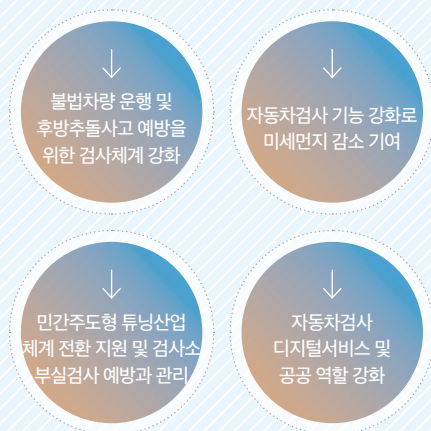 불법차량 운행 및
후방추돌사고 예방을
위한 검사체계 강화
자동차검사 기능 강화로
미세먼지 감소 기여
민간주도형 튜닝산업
체계 전환 지원 및 검사소
부실검사 예방과 관리
자동차검사
디지털서비스 및
공공 역할 강화